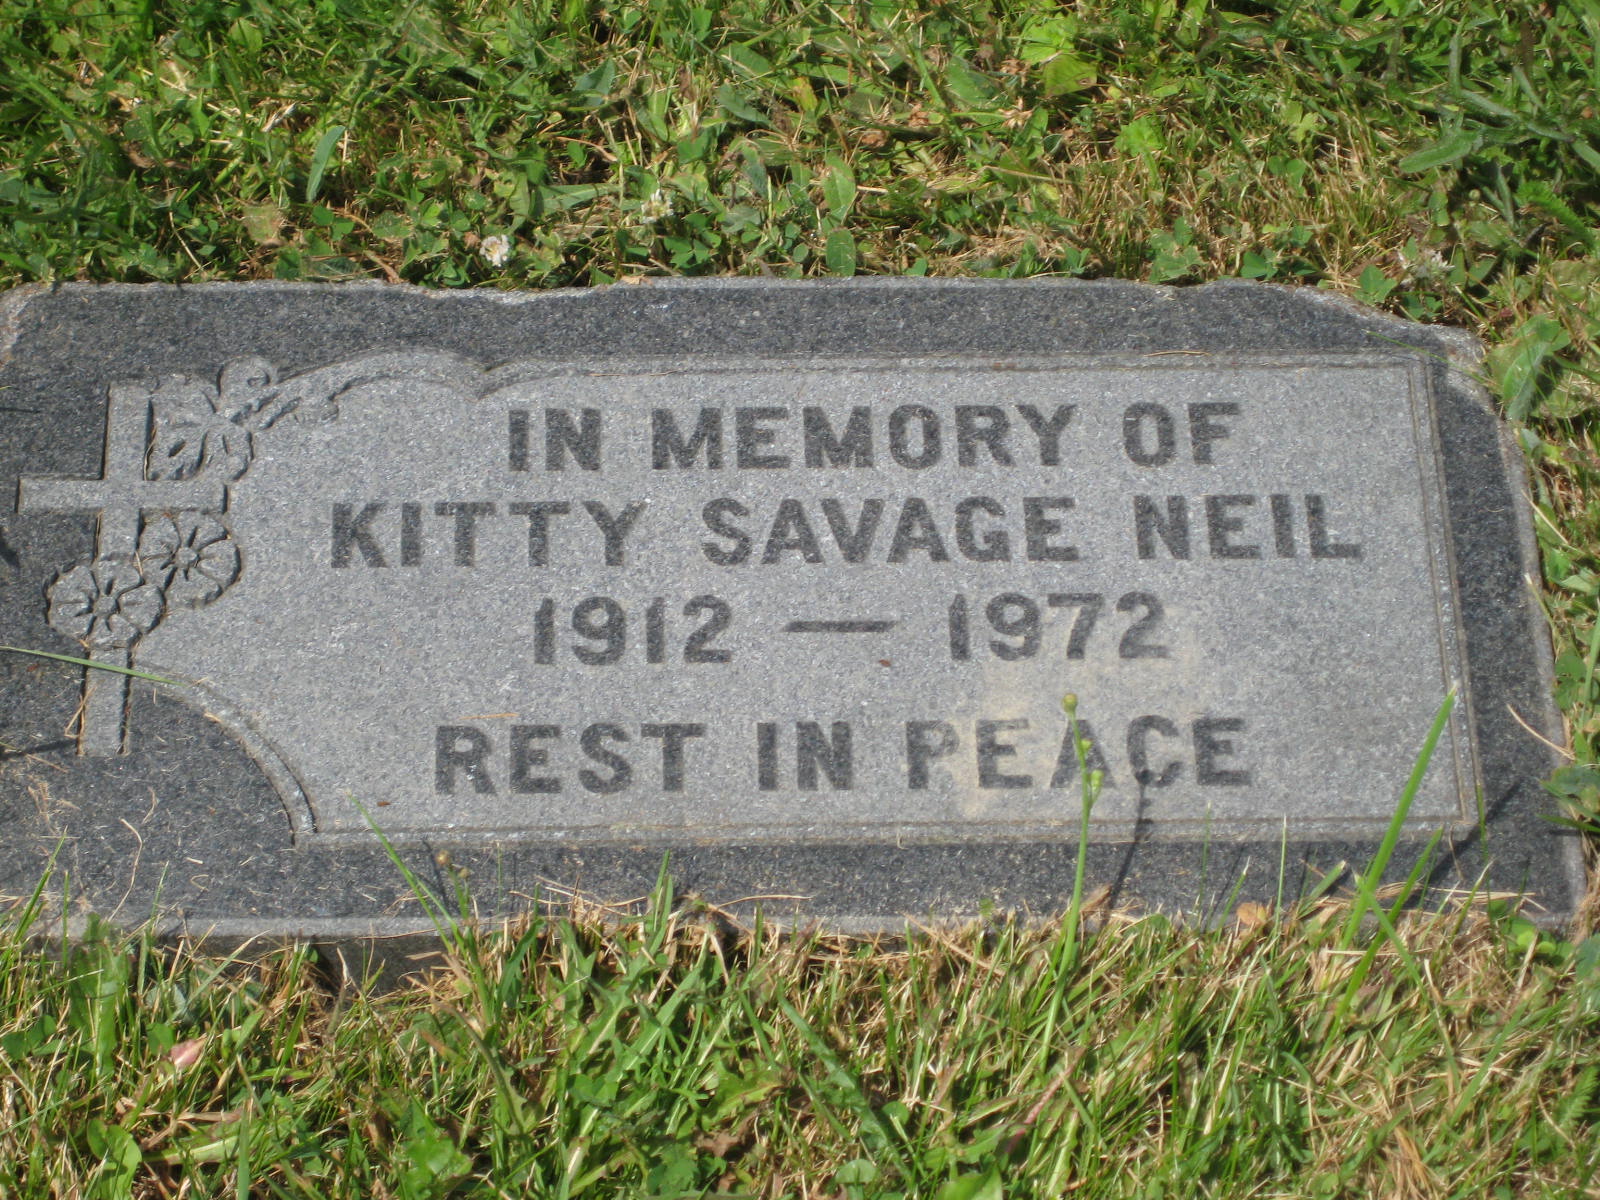 IN MEMORY OF
KITTY SAVAGE NEIL
1912 — 1972
REST IN PEACE